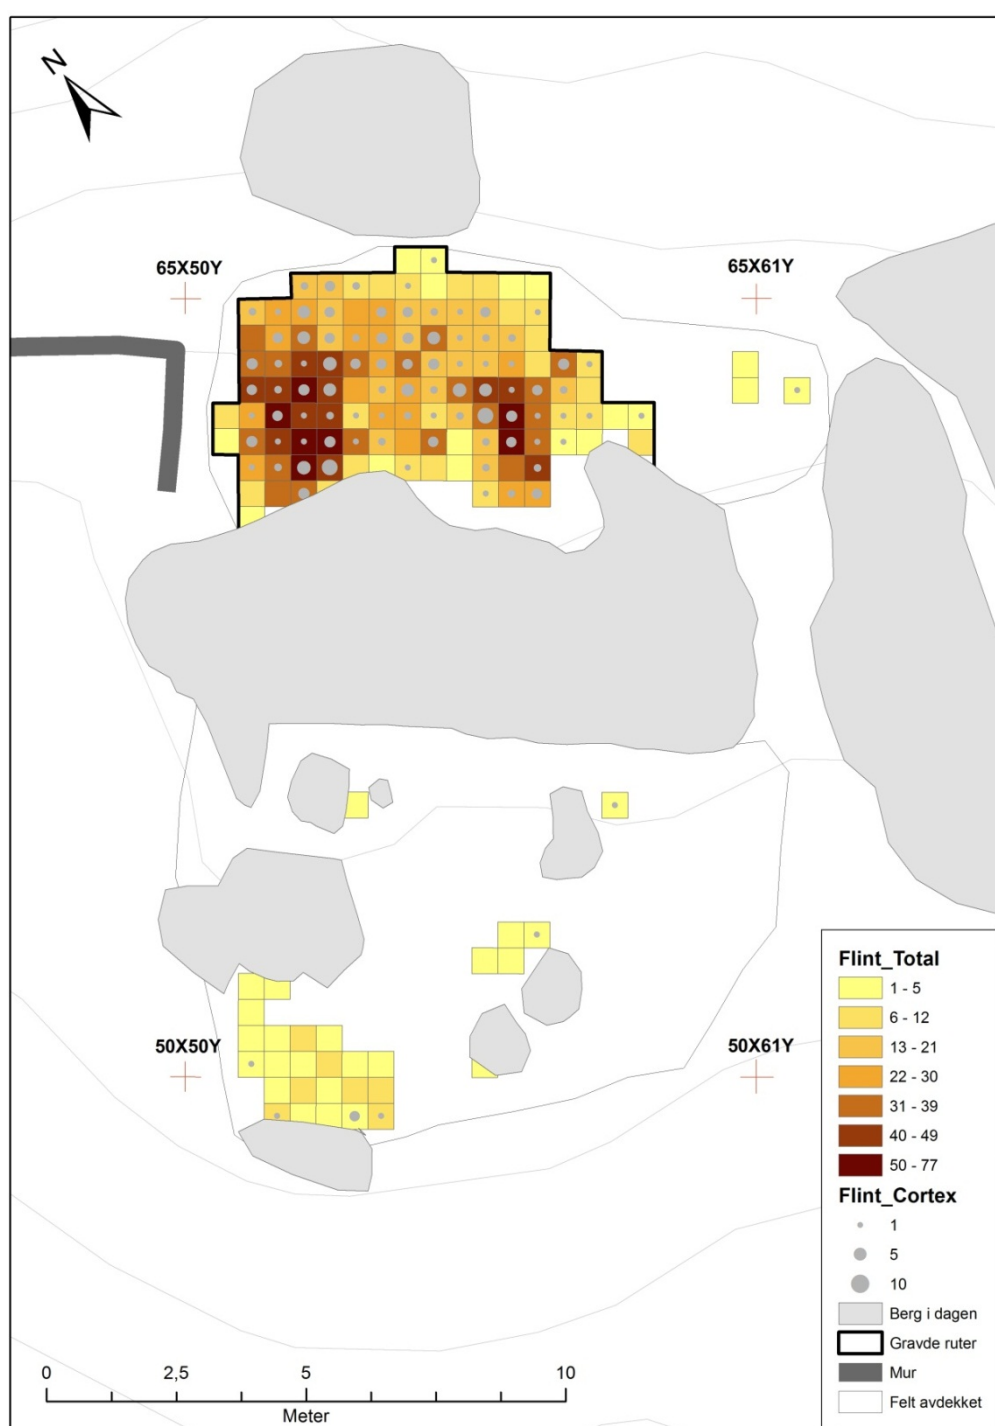 N
65X50Y
65X61Y
50X50Y
50X61Y
Flint_Total
1 - 5
6 - 12
13 - 21
22 - 30
31 - 39
40 - 49
50 - 77
Flint_Cortex
1
5
10
Berg i dagen
Gravde ruter
Mur
Felt avdekket
0 2,5 5 10
Meter